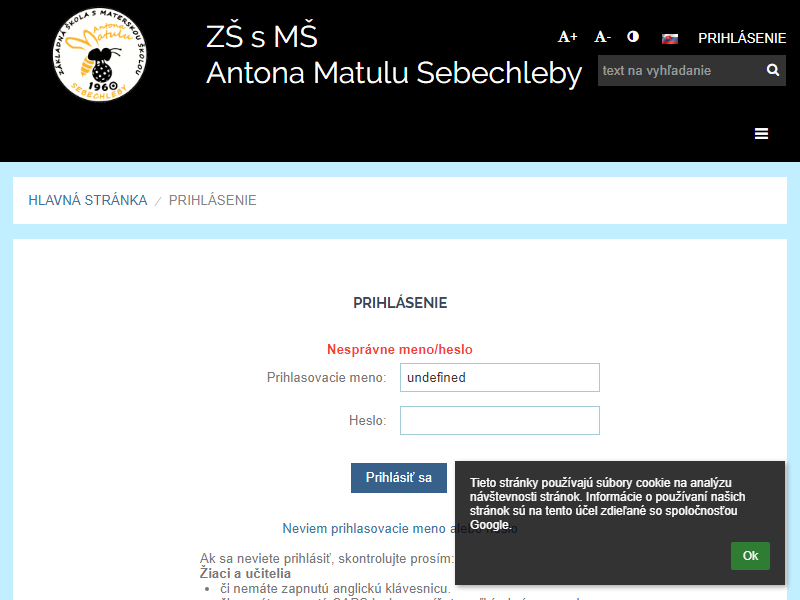 ZÁKLADNÁ ŠKOLA S MATERSKOU ŠKOLOU
Antona
Matulu
1960
SEBECHLEBY
ZŠ s MŠ
Antona Matulu Sebechleby
A+ A- PRIHLÁSENIE
text na vyhľadanie
HLAVNÁ STRÁNKA / PRIHLÁSENIE
PRIHLÁSENIE
Nesprávne meno/heslo
Prihlasovacie meno: undefined
Heslo:
Prihlásiť sa
Neviem prihlasovacie meno alebo heslo
Ak sa neviete prihlásiť, skontrolujte prosím:
Žiaci a učitelia
• či nemáte zapnutú anglickú klávesnicu.
Tieto stránky používajú súbory cookie na analýzu
návštevnosti stránok. Informácie o používaní našich
stránok sú na tento účel zdieľané so spoločnosťou
Google.
Ok